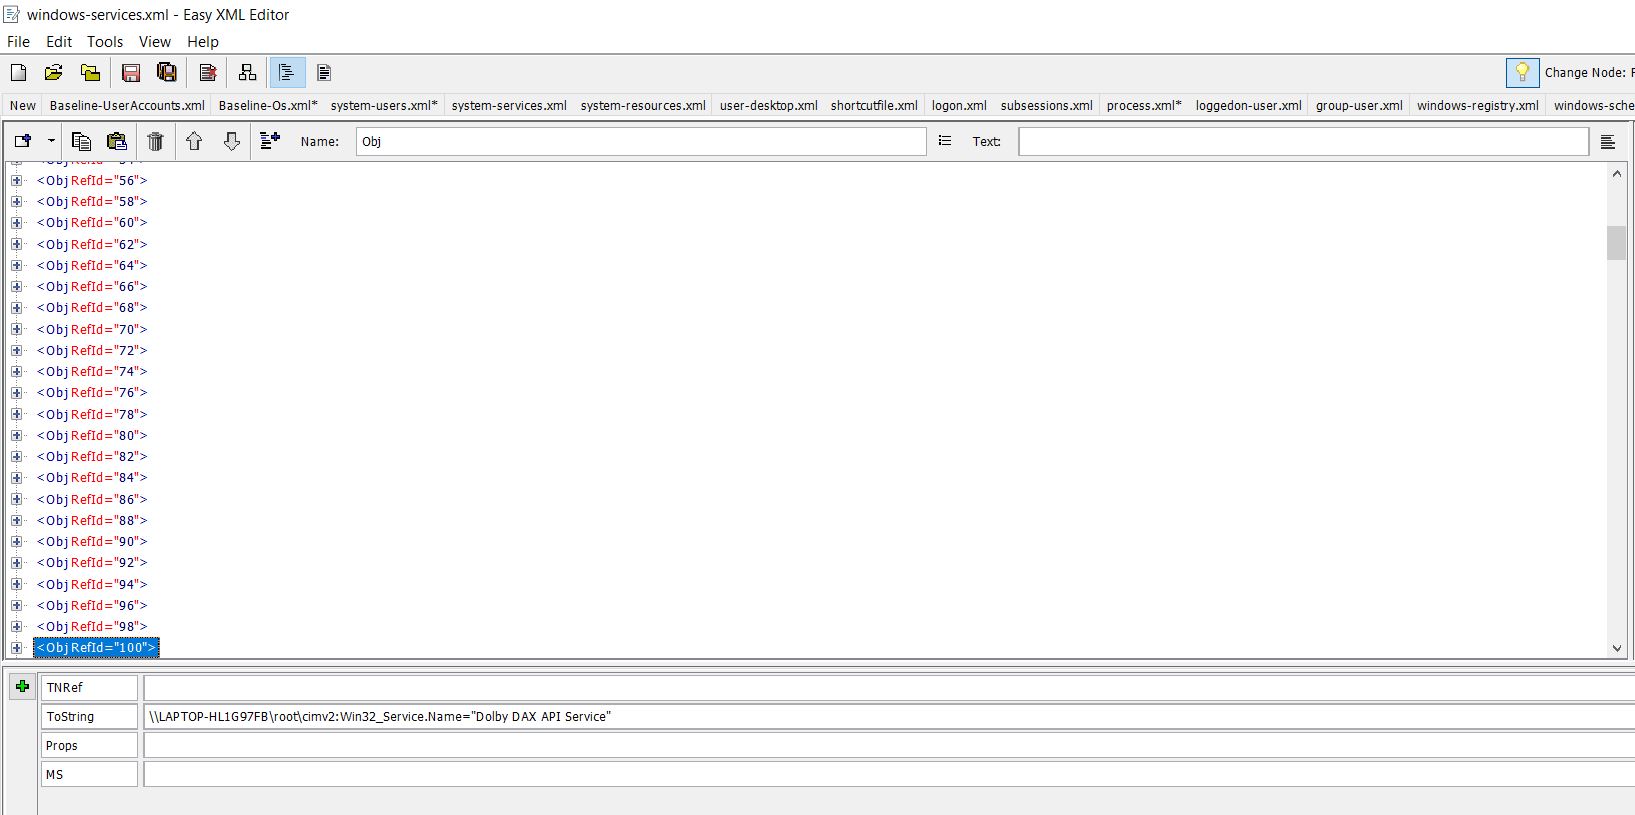 windows-services.xml - Easy XML Editor
File Edit Tools View Help
Change Node: F
New Baseline-UserAccounts.xml Baseline-Os.xml* system-users.xml* system-services.xml system-resources.xml user-desktop.xml shortcutfile.xml logon.xml subsessions.xml process.xml* loggedon-user.xml group-user.xml windows-registry.xml windows-sche
Name: Obj Text:
<Obj RefId="54">
<Obj RefId="56">
<Obj RefId="58">
<Obj RefId="60">
<Obj RefId="62">
<Obj RefId="64">
<Obj RefId="66">
<Obj RefId="68">
<Obj RefId="70">
<Obj RefId="72">
<Obj RefId="74">
<Obj RefId="76">
<Obj RefId="78">
<Obj RefId="80">
<Obj RefId="82">
<Obj RefId="84">
<Obj RefId="86">
<Obj RefId="88">
<Obj RefId="90">
<Obj RefId="92">
<Obj RefId="94">
<Obj RefId="96">
<Obj RefId="98">
<Obj RefId="100">
TNRef
ToString \\LAPTOP-HL1G97FB\root\cimv2:Win32_Service.Name="Dolby DAX API Service"
Props
MS